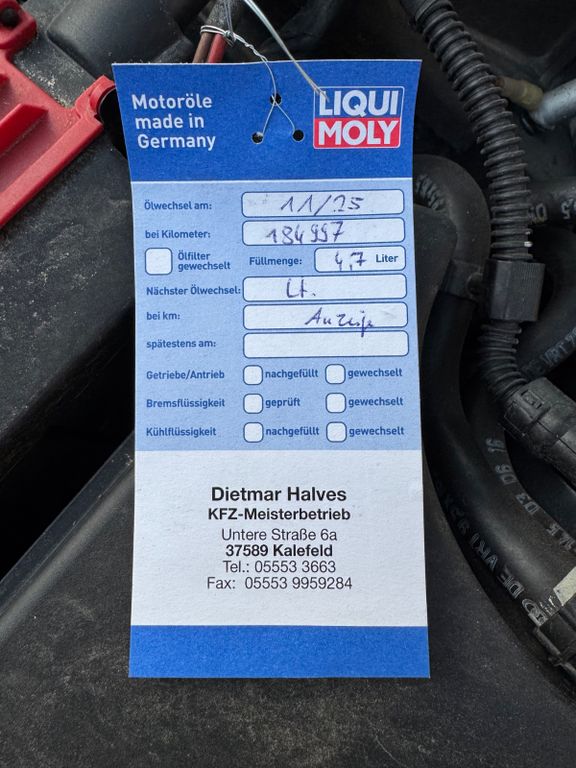 Motoröle
made in
Germany
LIQUI
MOLY
Ölwechsel am: 11/25
bei Kilometer: 184997
Ölfilter
gewechselt
Füllmenge: 4,7 Liter
Nächster Ölwechsel: Lt.
bei km: Anzeige
spätestens am:
Getriebe/Antrieb nachgefüllt gewechselt
Bremsflüssigkeit geprüft gewechselt
Kühlflüssigkeit nachgefüllt gewechselt
Dietmar Halves
KFZ-Meisterbetrieb
Untere Straße 6a
37589 Kalefeld
Tel.: 05553 3663
Fax: 05553 9959284